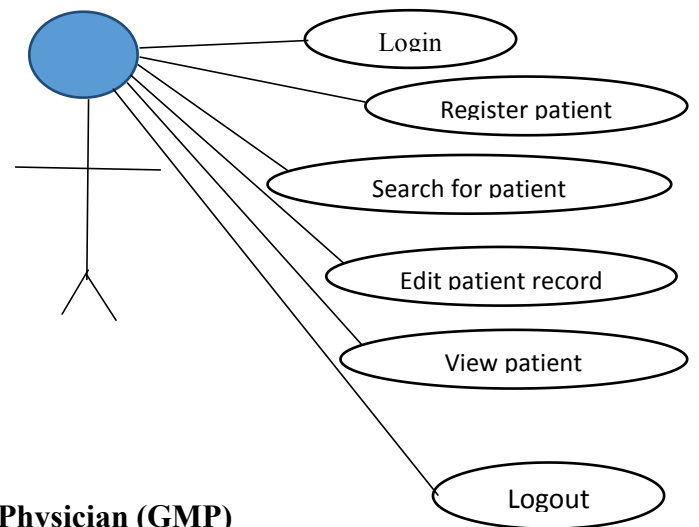 Login
Register patient
Search for patient
Edit patient record
View patient
Logout
Physician (GMP)